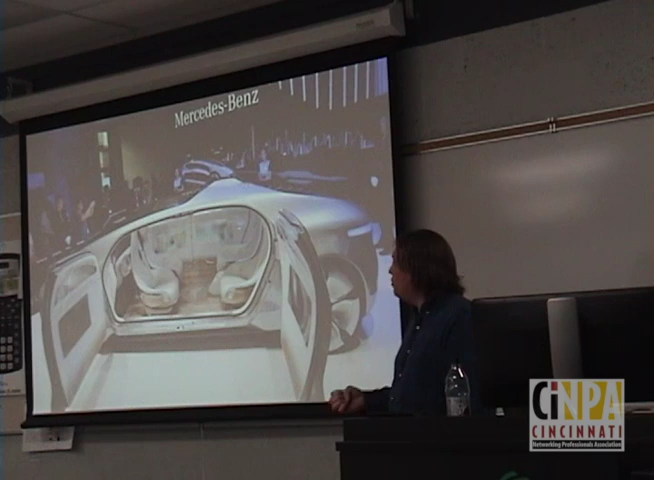 Mercedes-Benz
CiNPA
CINCINNATI
Networking Professionals Association